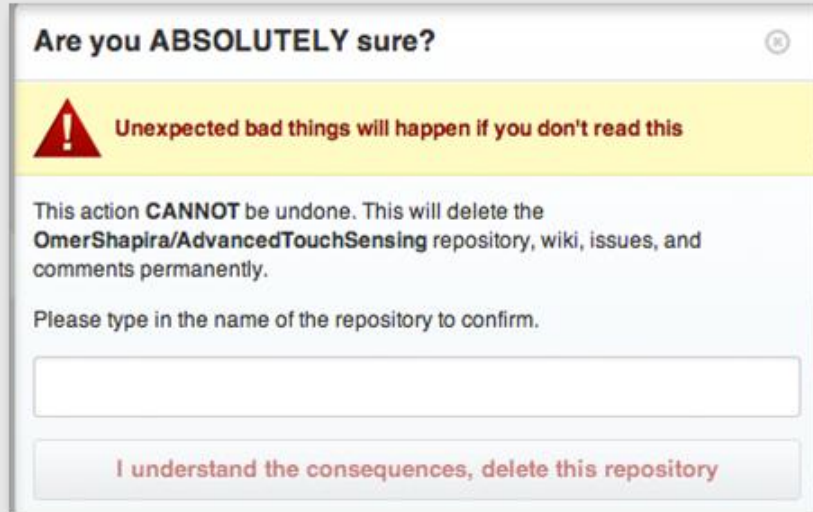 Are you ABSOLUTELY sure?
Unexpected bad things will happen if you don't read this
This action CANNOT be undone. This will delete the
OmerShapira/AdvancedTouchSensing repository, wiki, issues, and
comments permanently.
Please type in the name of the repository to confirm.
I understand the consequences, delete this repository